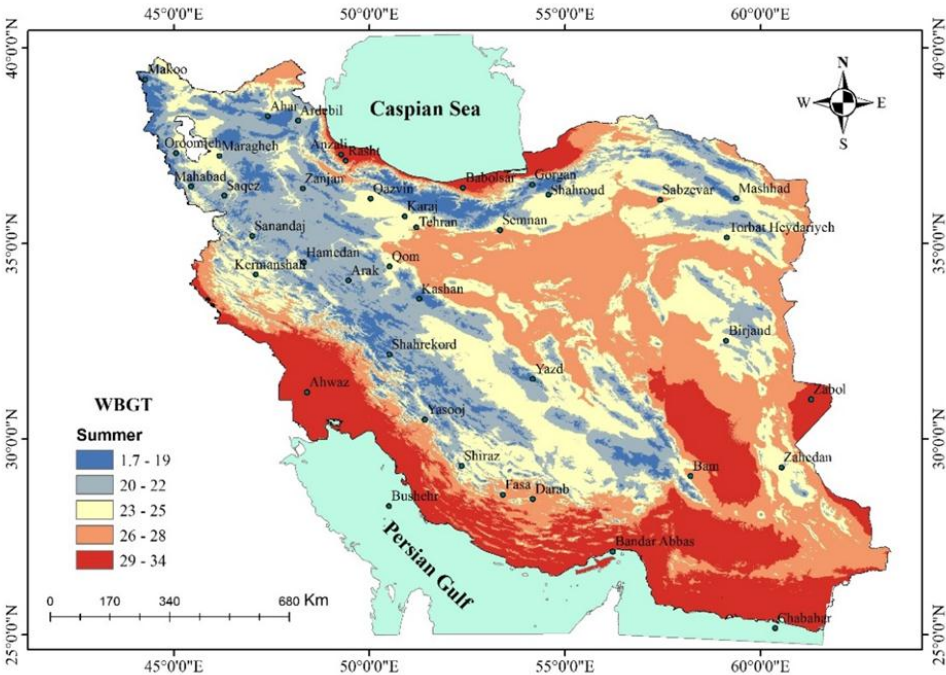 45°0'0"E 50°0'0"E 55°0'0"E 60°0'0"E
40°0'0"N
40°0'0"N
Makoo
N
W E
S
Caspian Sea
Ahar
Ardebil
Anzali
Rasht
Oroomieh
Maragheh
Mahabad
Saqez
Zanjan
Qazvin
Babolsar
Gorgan
Shahroud
Sabzevar
Mashhad
Karaj
Tehran
Semnan
Torbat Heydariyeh
35°0'0"N
35°0'0"N
Sanandaj
Hamedan
Kermanshah
Arak
Qom
Kashan
Birjand
Shahrekord
Yazd
Ahwaz
Zabol
Yasooj
30°0'0"N
30°0'0"N
Shiraz
Bam
Zahedan
Fasa
Darab
Bushehr
Persian Gulf
Bandar Abbas
Chabahar
WBGT
Summer
1.7 - 19
20 - 22
23 - 25
26 - 28
29 - 34
0 170 340 680 Km
25°0'0"N
25°0'0"N
45°0'0"E 50°0'0"E 55°0'0"E 60°0'0"E